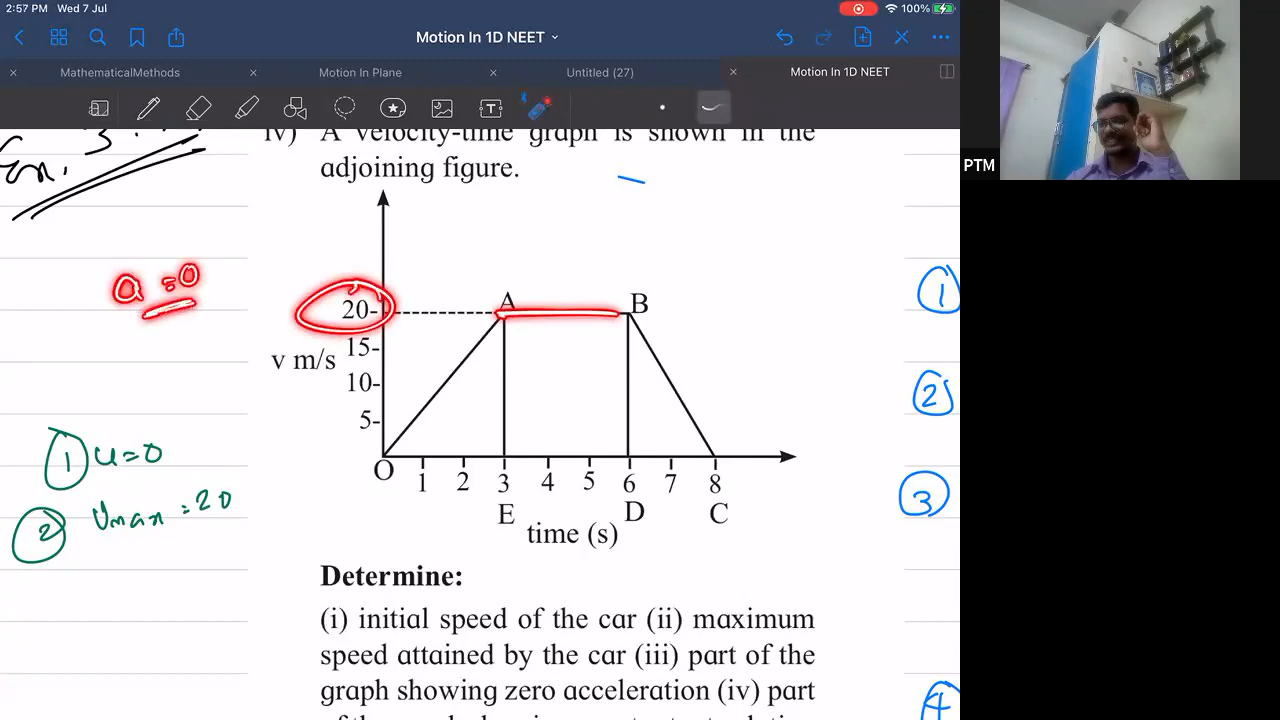 2:57 PM Wed 7 Jul
100%
Motion In 1D NEET
MathematicalMethods
Motion In Plane
Untitled (27)
Motion In 1D NEET
iv) A velocity-time graph is shown in the
adjoining figure.
a = 0
20-
A
B
v m/s
15-
10-
5-
O
1 2 3 4 5 6 7 8
E D C
time (s)
1 u = 0
2 Vmax = 20
Determine:
(i) initial speed of the car (ii) maximum
speed attained by the car (iii) part of the
graph showing zero acceleration (iv) part
1
2
3
4
PTM